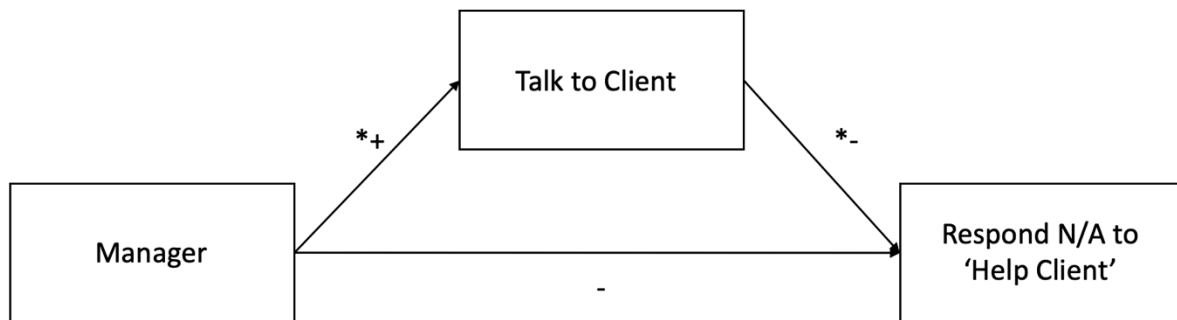 Talk to Client
*+
*-
Manager
Respond N/A to
‘Help Client’
-